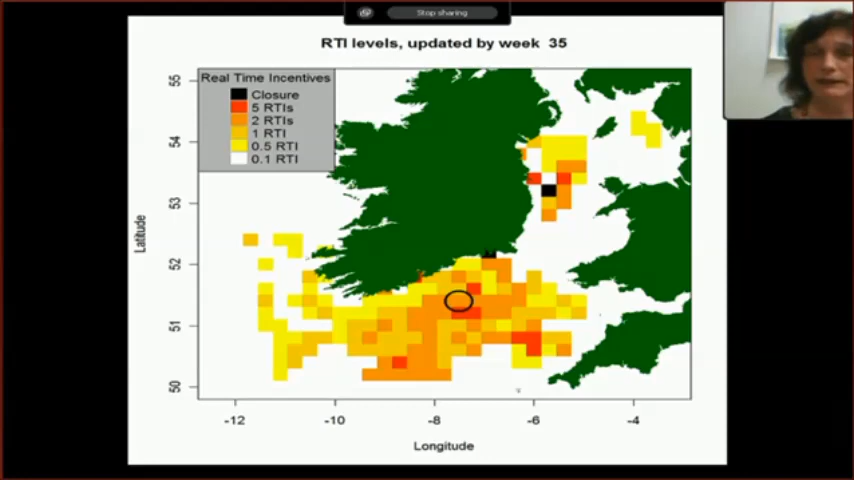 Stop sharing
RTI levels, updated by week 35
Real Time Incentives
Closure
5 RTIs
2 RTIs
1 RTI
0.5 RTI
0.1 RTI
55
54
53
52
51
50
Latitude
-12 -10 -8 -6 -4
Longitude